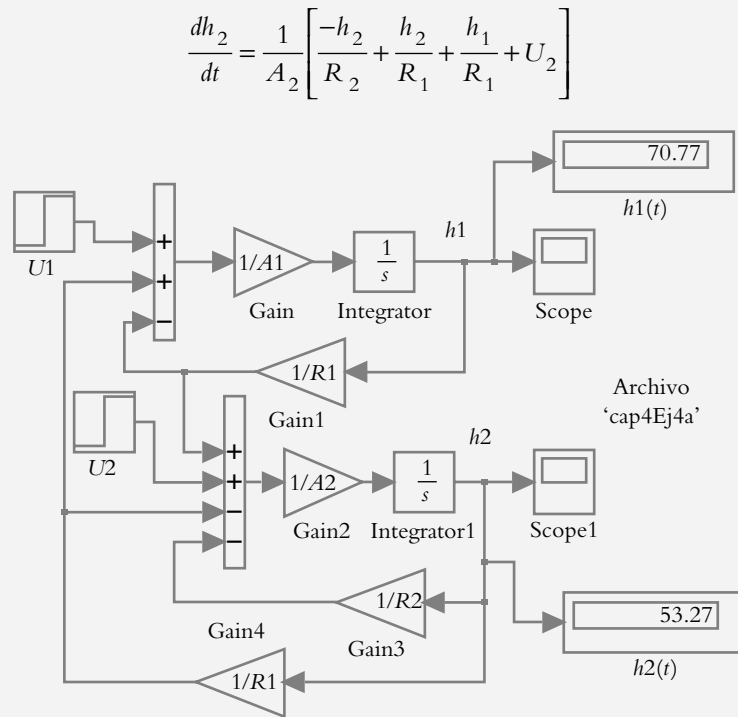 dh₂/dt = 1/A₂ [ -h₂/R₂ + h₂/R₁ + h₁/R₁ + U₂ ]
70.77
h1(t)
U1
+
+
−
1/A1
Gain
1/s
Integrator
h1
Scope
1/R1
Gain1
Archivo
‘cap4Ej4a’
U2
+
+
−
−
1/A2
Gain2
1/s
Integrator1
h2
Scope1
1/R2
Gain3
53.27
h2(t)
Gain4
1/R1